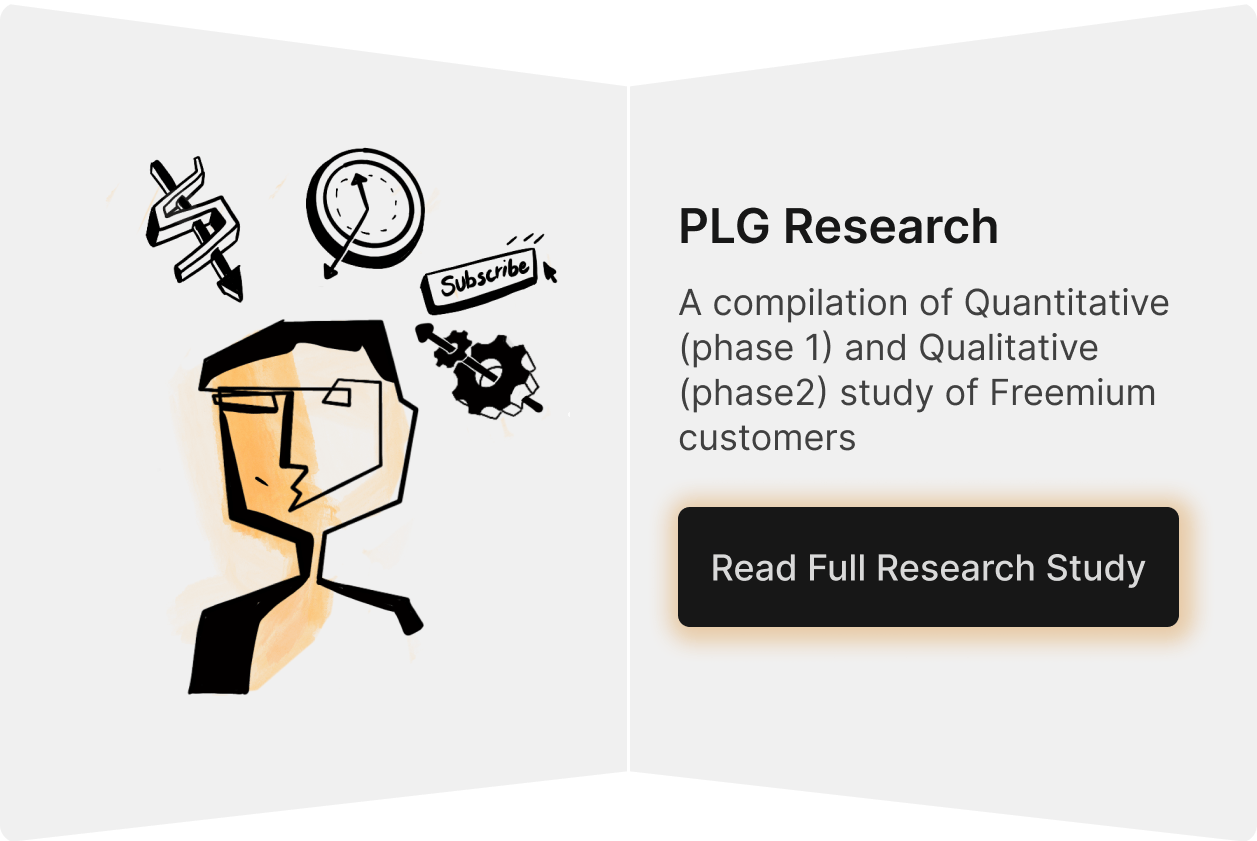 Subscribe
PLG Research
A compilation of Quantitative
(phase 1) and Qualitative
(phase2) study of Freemium
customers
Read Full Research Study